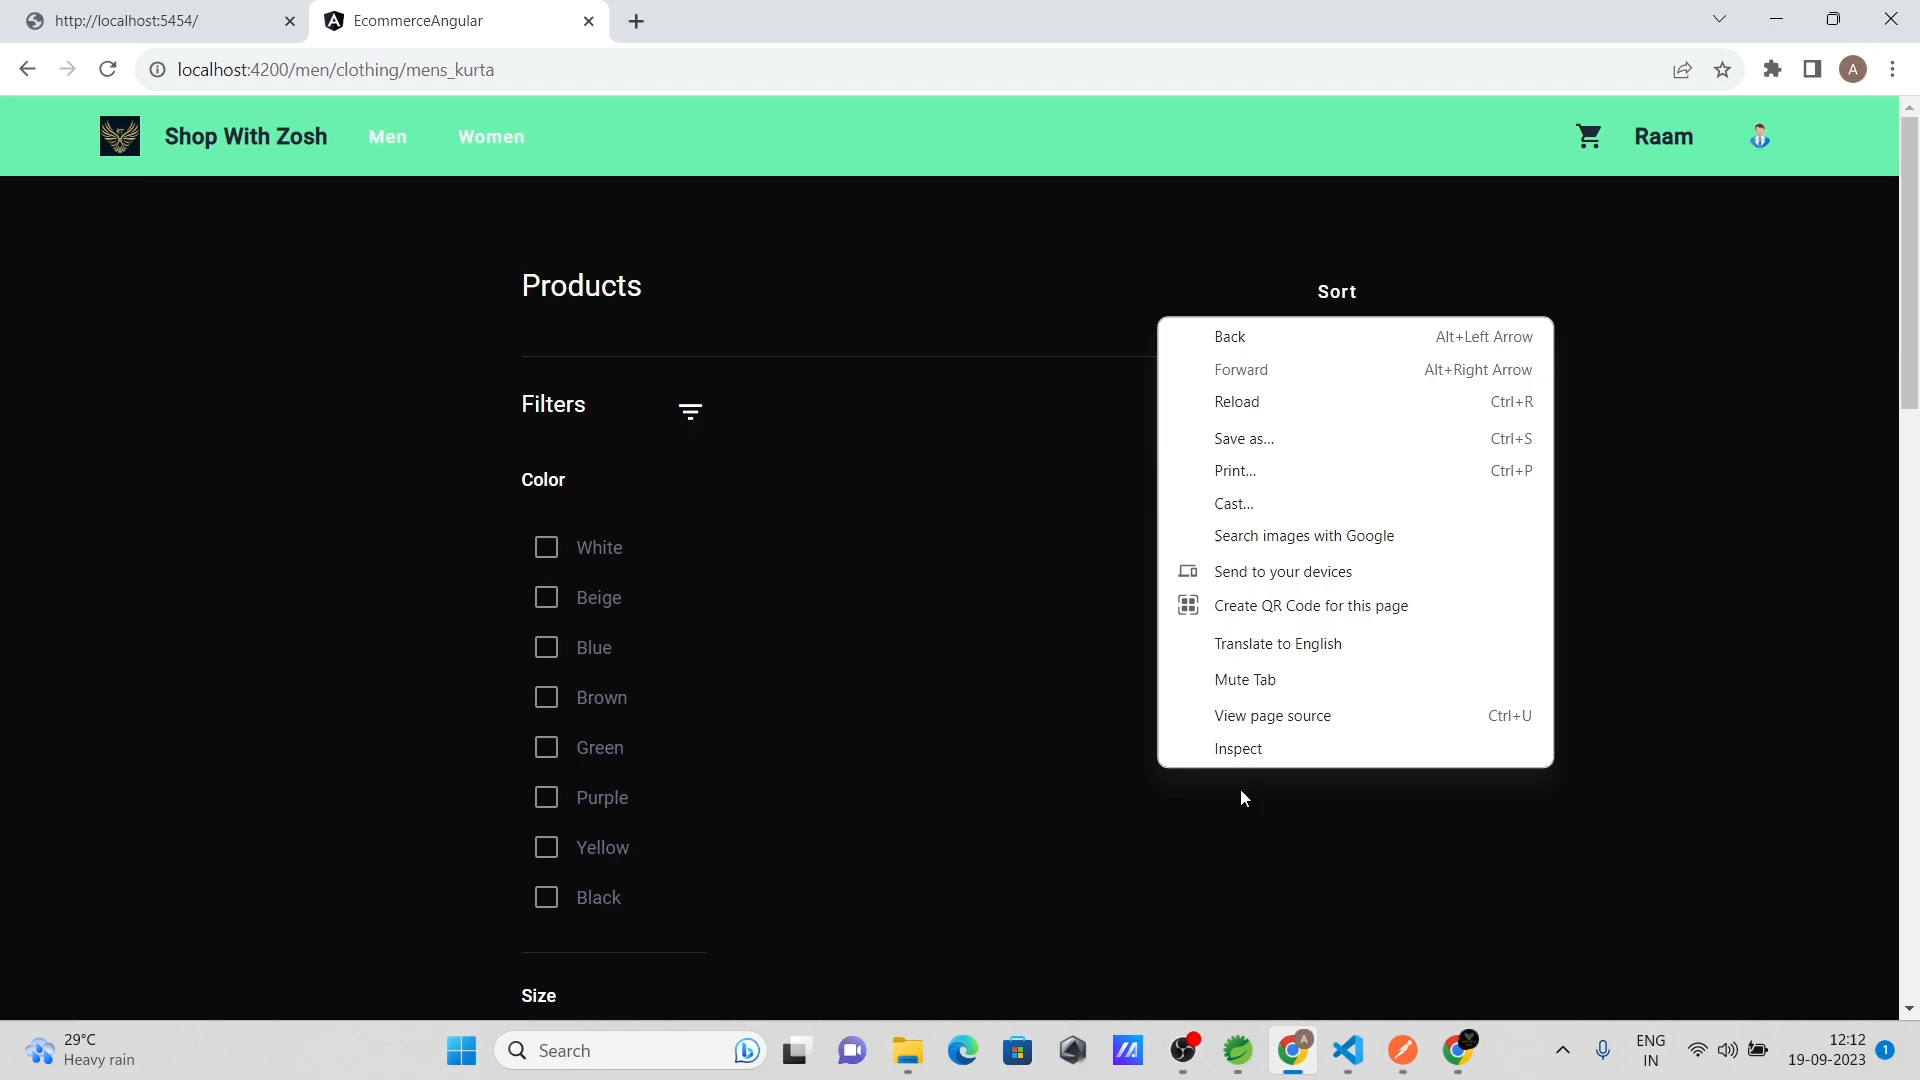 http://localhost:5454/
EcommerceAngular
localhost:4200/men/clothing/mens_kurta
A
Shop With Zosh
Men
Women
Raam
Products
Sort
Back Alt+Left Arrow
Forward Alt+Right Arrow
Reload Ctrl+R
Save as... Ctrl+S
Print... Ctrl+P
Cast...
Search images with Google
Send to your devices
Create QR Code for this page
Translate to English
Mute Tab
View page source Ctrl+U
Inspect
Filters
Color
White
Beige
Blue
Brown
Green
Purple
Yellow
Black
Size
29°C
Heavy rain
Search
A
ENG
IN
12:12
19-09-2023
1